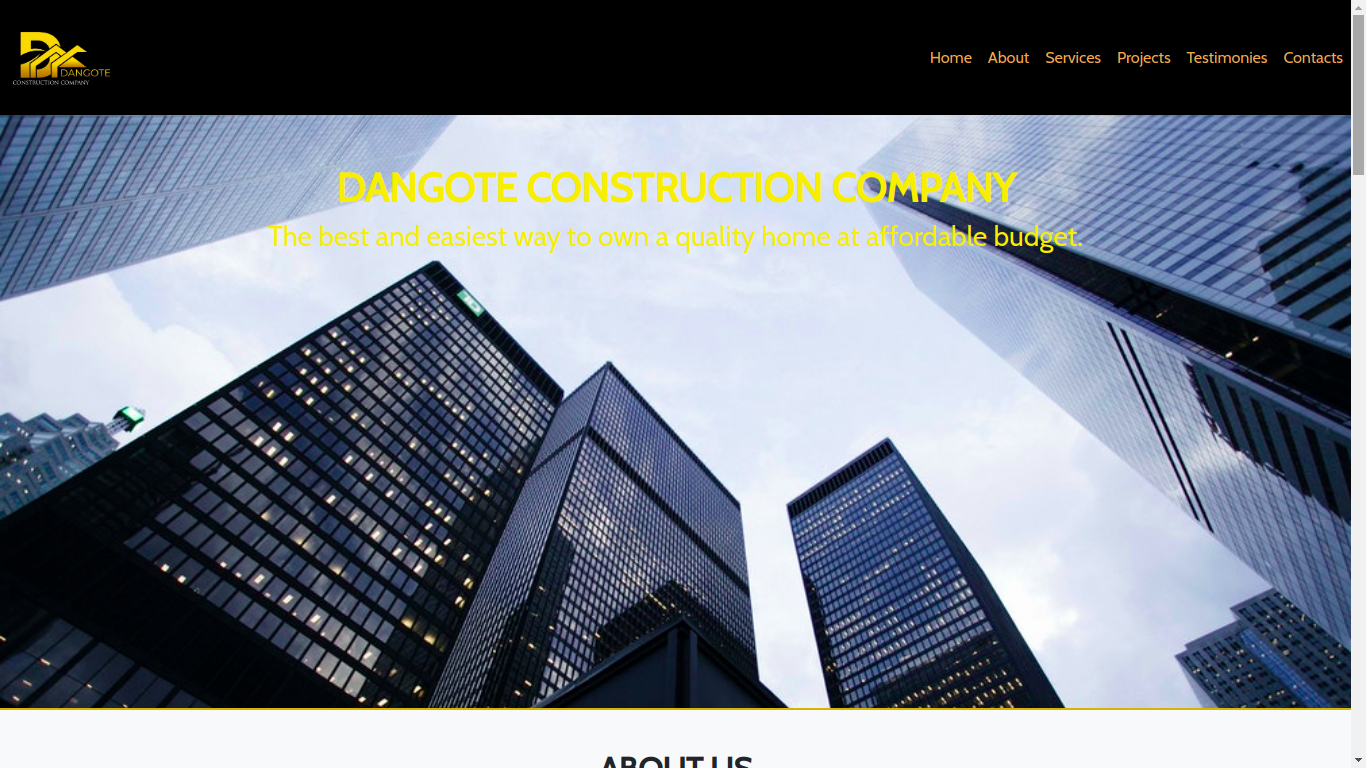 DANGOTE
CONSTRUCTION COMPANY
Home About Services Projects Testimonies Contacts
DANGOTE CONSTRUCTION COMPANY
The best and easiest way to own a quality home at affordable budget.
ABOUT US